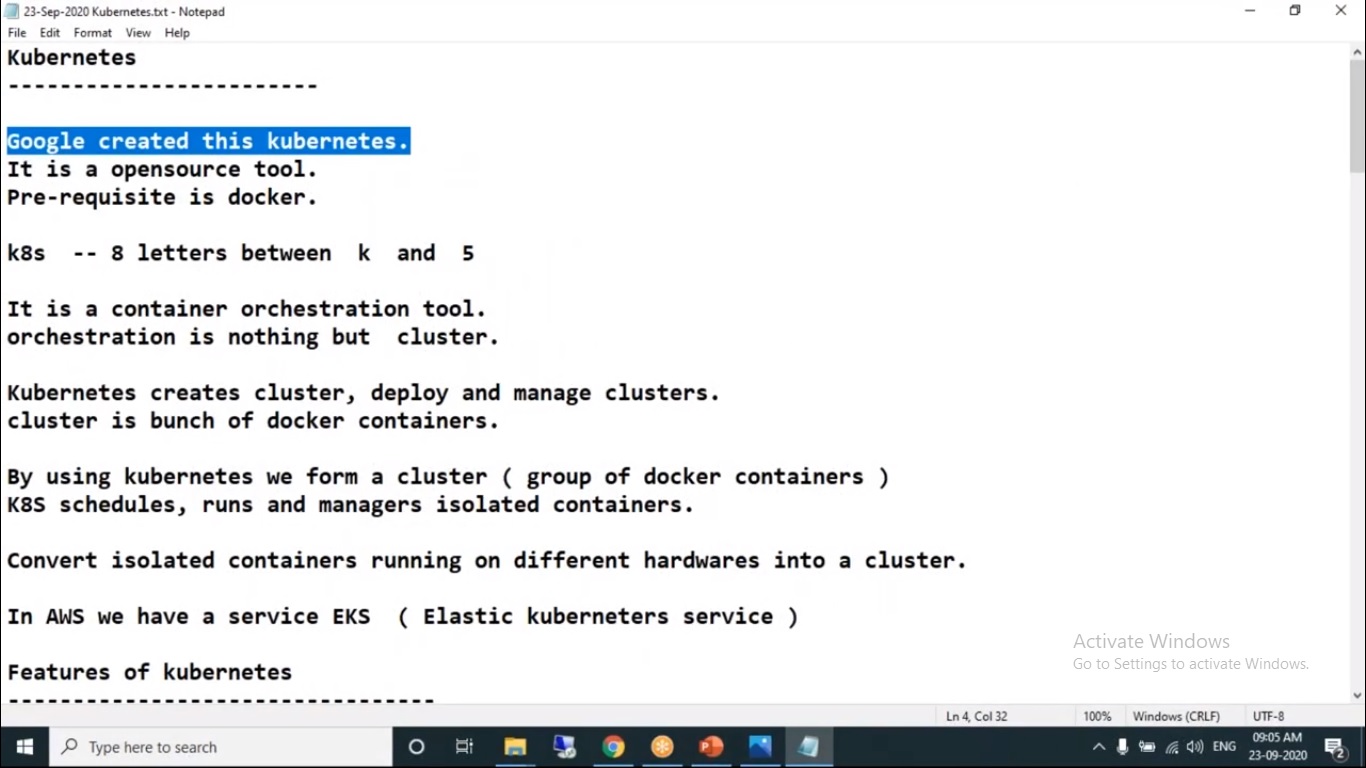 23-Sep-2020 Kubernetes.txt - Notepad
File Edit Format View Help
Kubernetes
------------------------
Google created this kubernetes.
It is a opensource tool.
Pre-requisite is docker.
k8s -- 8 letters between k and 5
It is a container orchestration tool.
orchestration is nothing but cluster.
Kubernetes creates cluster, deploy and manage clusters.
cluster is bunch of docker containers.
By using kubernetes we form a cluster ( group of docker containers )
K8S schedules, runs and managers isolated containers.
Convert isolated containers running on different hardwares into a cluster.
In AWS we have a service EKS ( Elastic kuberneters service )
Activate Windows
Go to Settings to activate Windows.
Features of kubernetes
---------------------------------
Ln 4, Col 32 100% Windows (CRLF) UTF-8
Type here to search
ENG
09:05 AM
23-09-2020
2